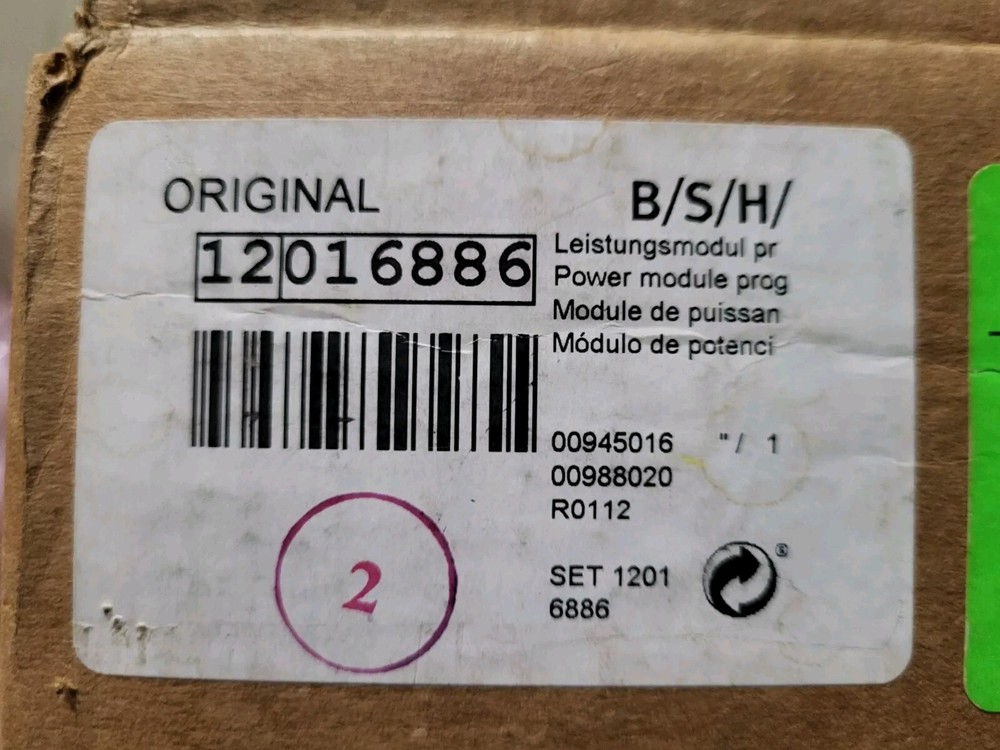 ORIGINAL
B/S/H/
12016886
Leistungsmodul pr
Power module prog
Module de puissan
Módulo de potenci
00945016 "/ 1
00988020
R0112
SET 1201
6886
®
2